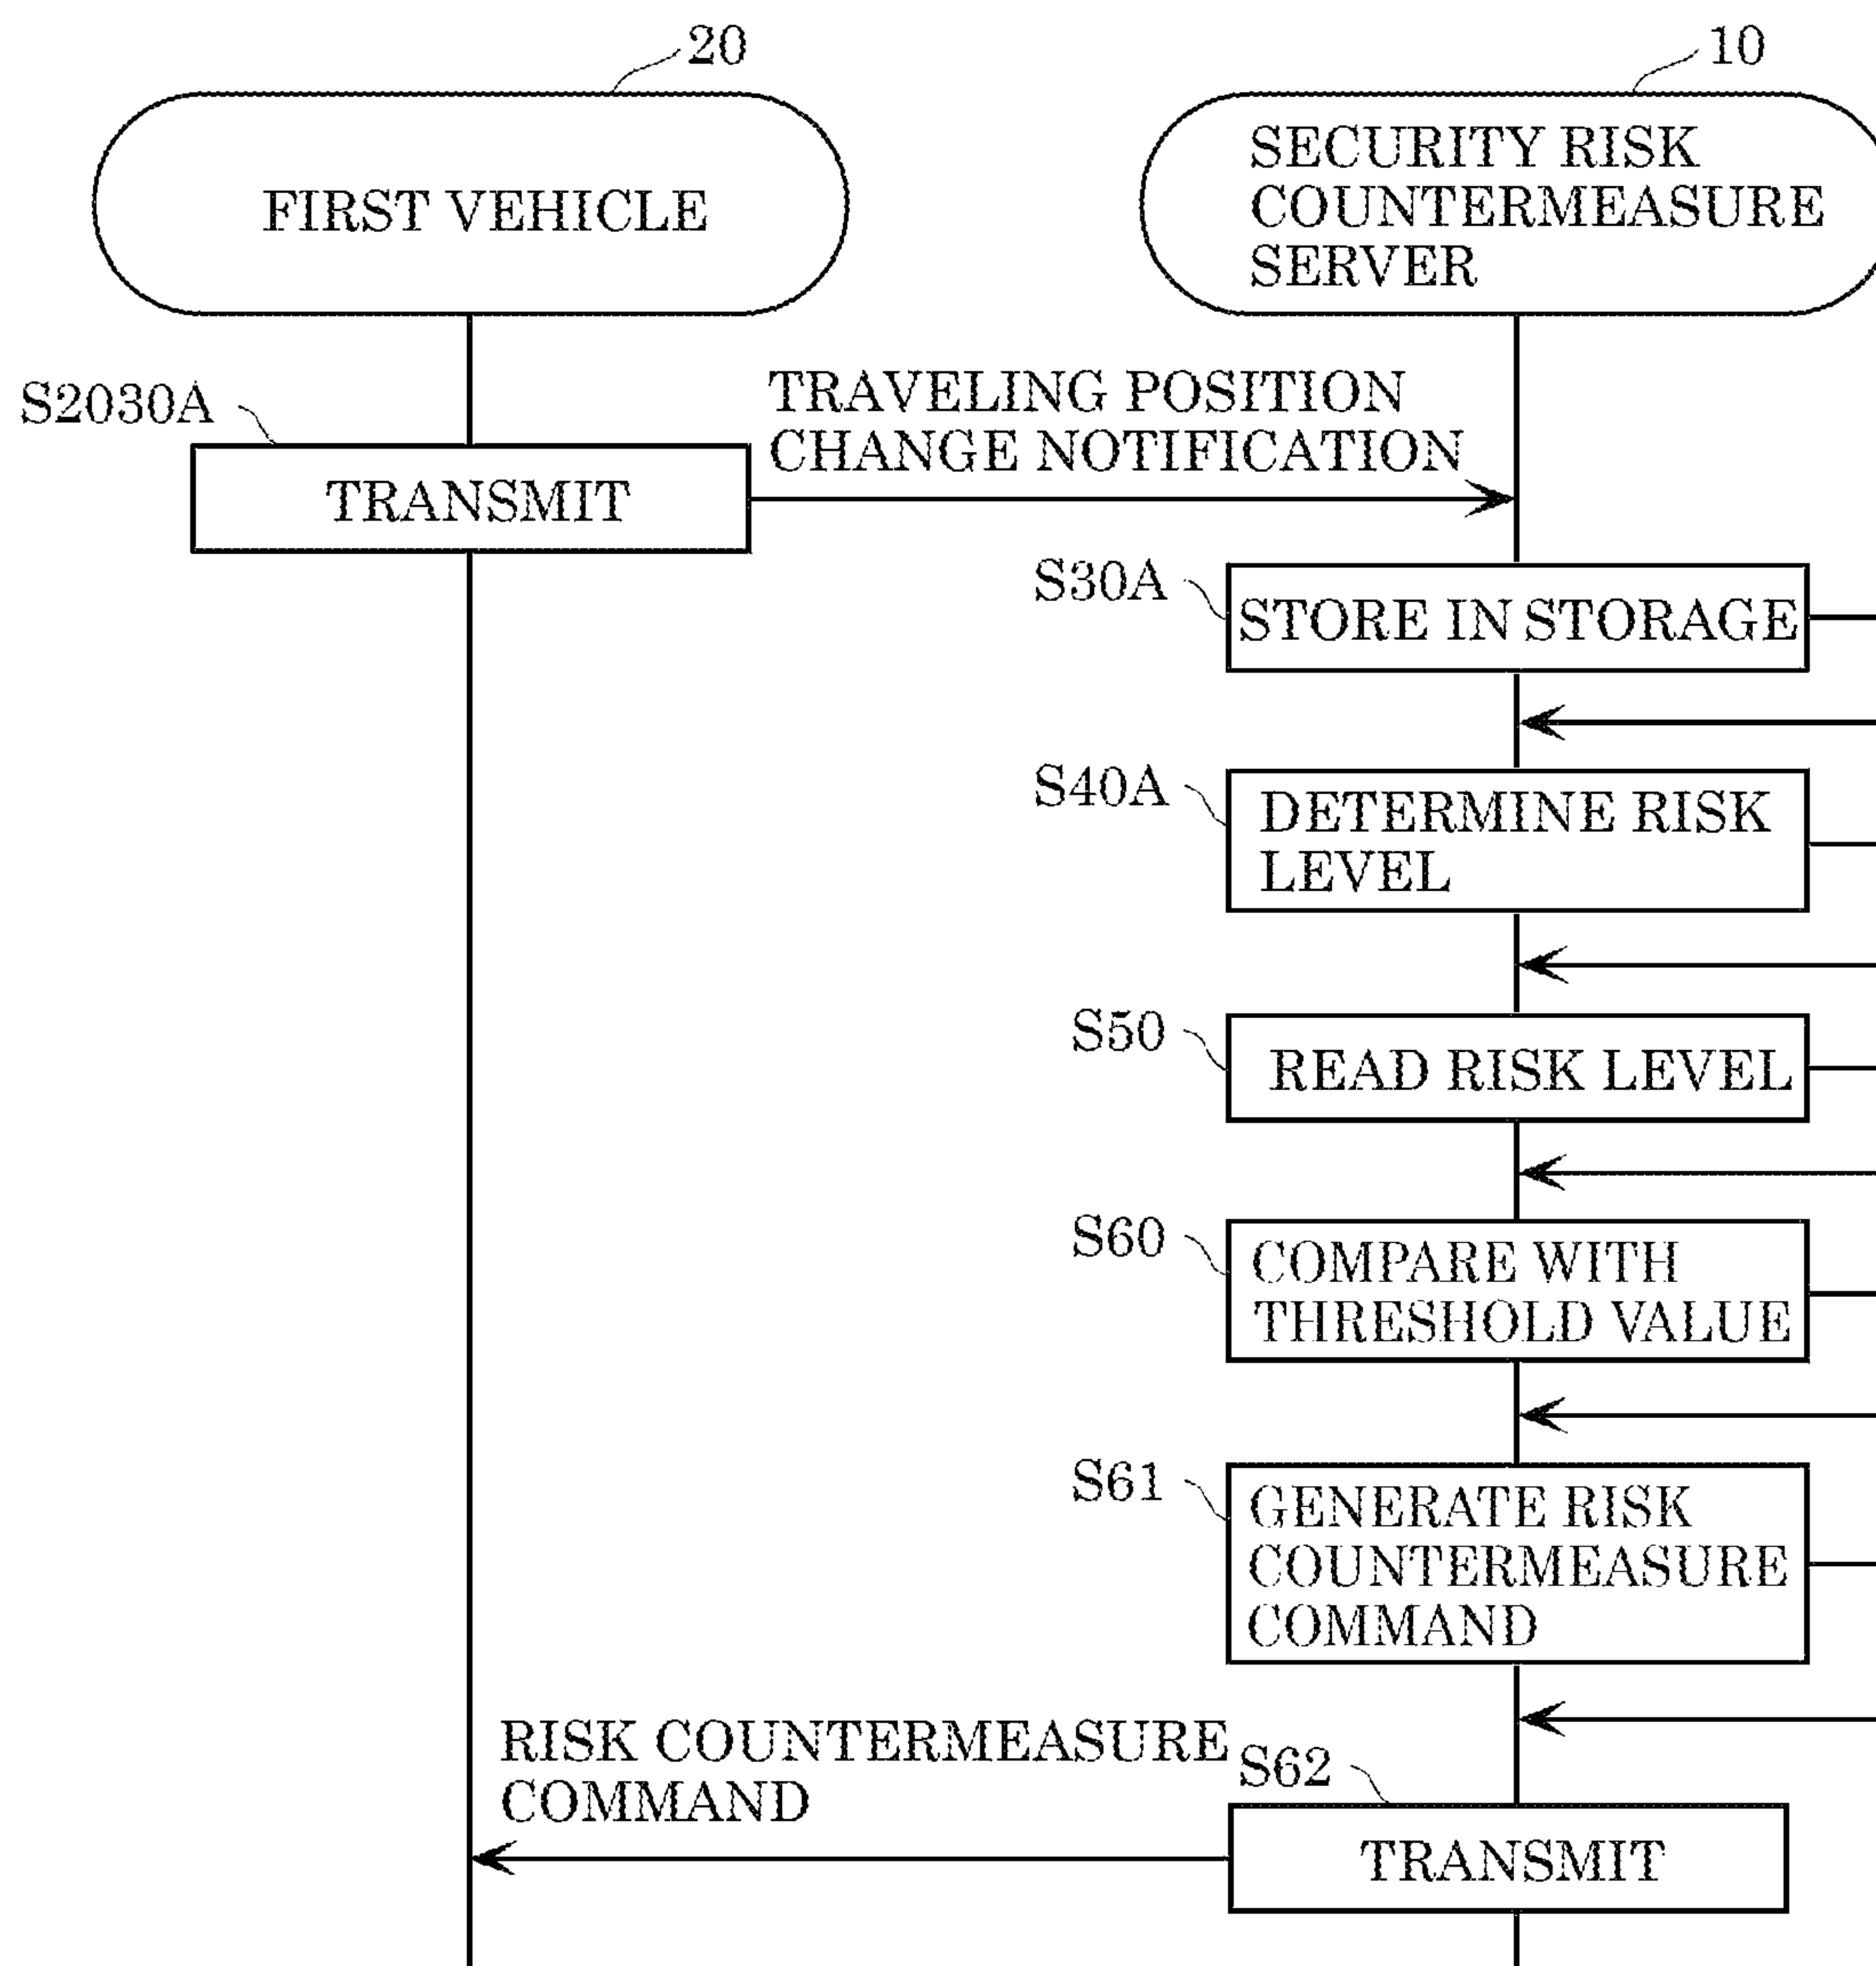 20
10
FIRST VEHICLE
SECURITY RISK
COUNTERMEASURE
SERVER
S2030A
TRAVELING POSITION
CHANGE NOTIFICATION
TRANSMIT
S30A
STORE IN STORAGE
S40A
DETERMINE RISK
LEVEL
S50
READ RISK LEVEL
S60
COMPARE WITH
THRESHOLD VALUE
S61
GENERATE RISK
COUNTERMEASURE
COMMAND
RISK COUNTERMEASURE
COMMAND
S62
TRANSMIT